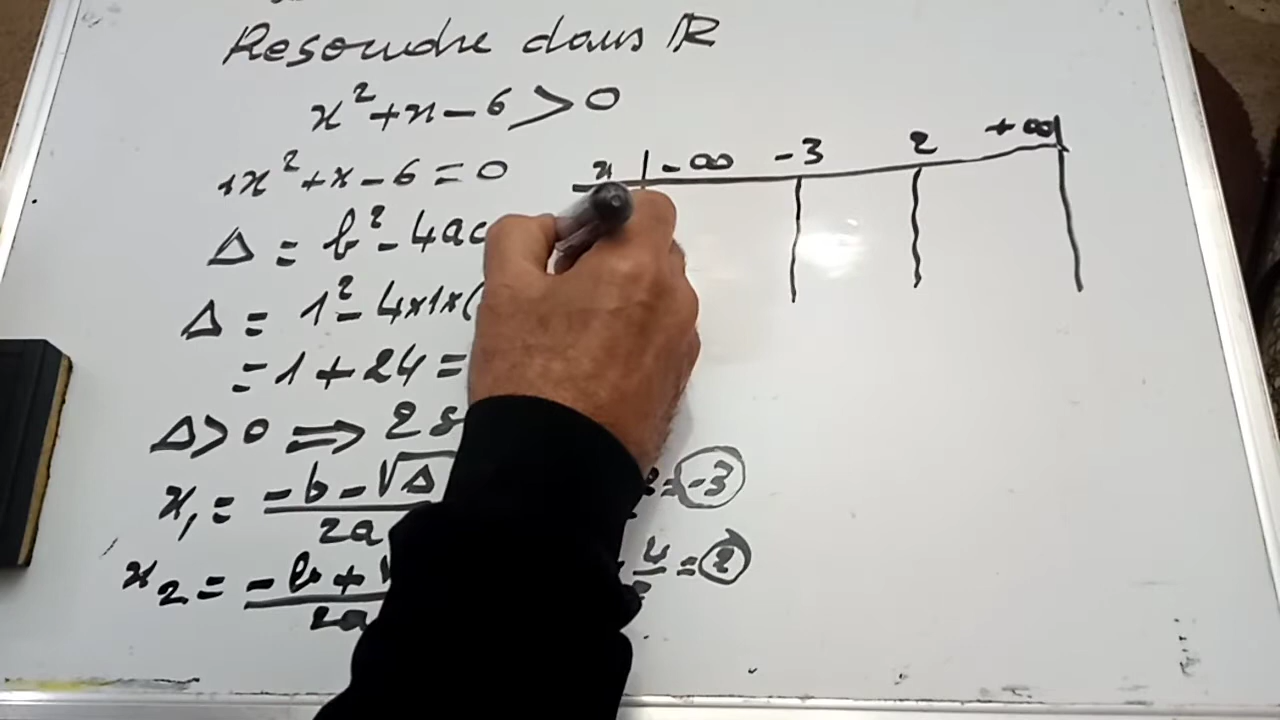 Resoudre dans ℝ
x² + x - 6 > 0
1x² + x - 6 = 0
Δ = b² - 4ac
Δ = 1² - 4×1×(
= 1 + 24 =
Δ > 0 ⟹ 2 s
x₁ = -b - √Δ / 2a = -3
x₂ = -b + √ / 2a 4 = 2
x | -∞ -3 2 +∞